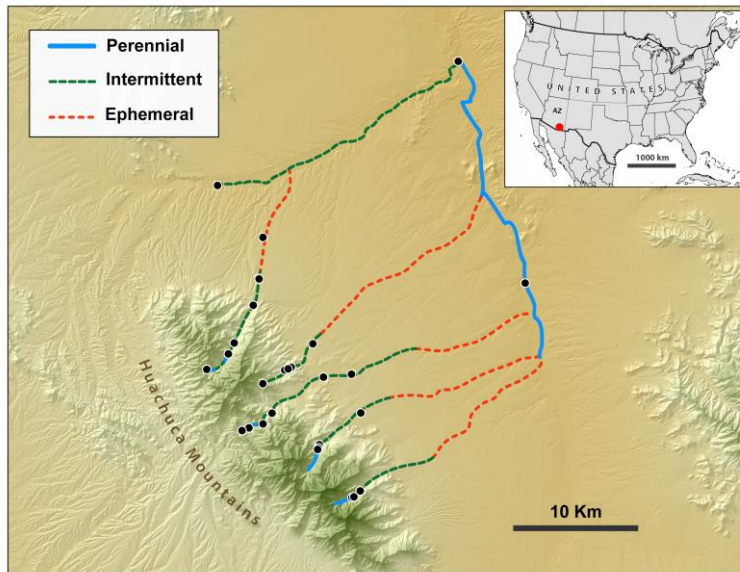 Perennial
Intermittent
Ephemeral
UNITED STATES
AZ
1000 km
Huachuca Mountains
10 Km